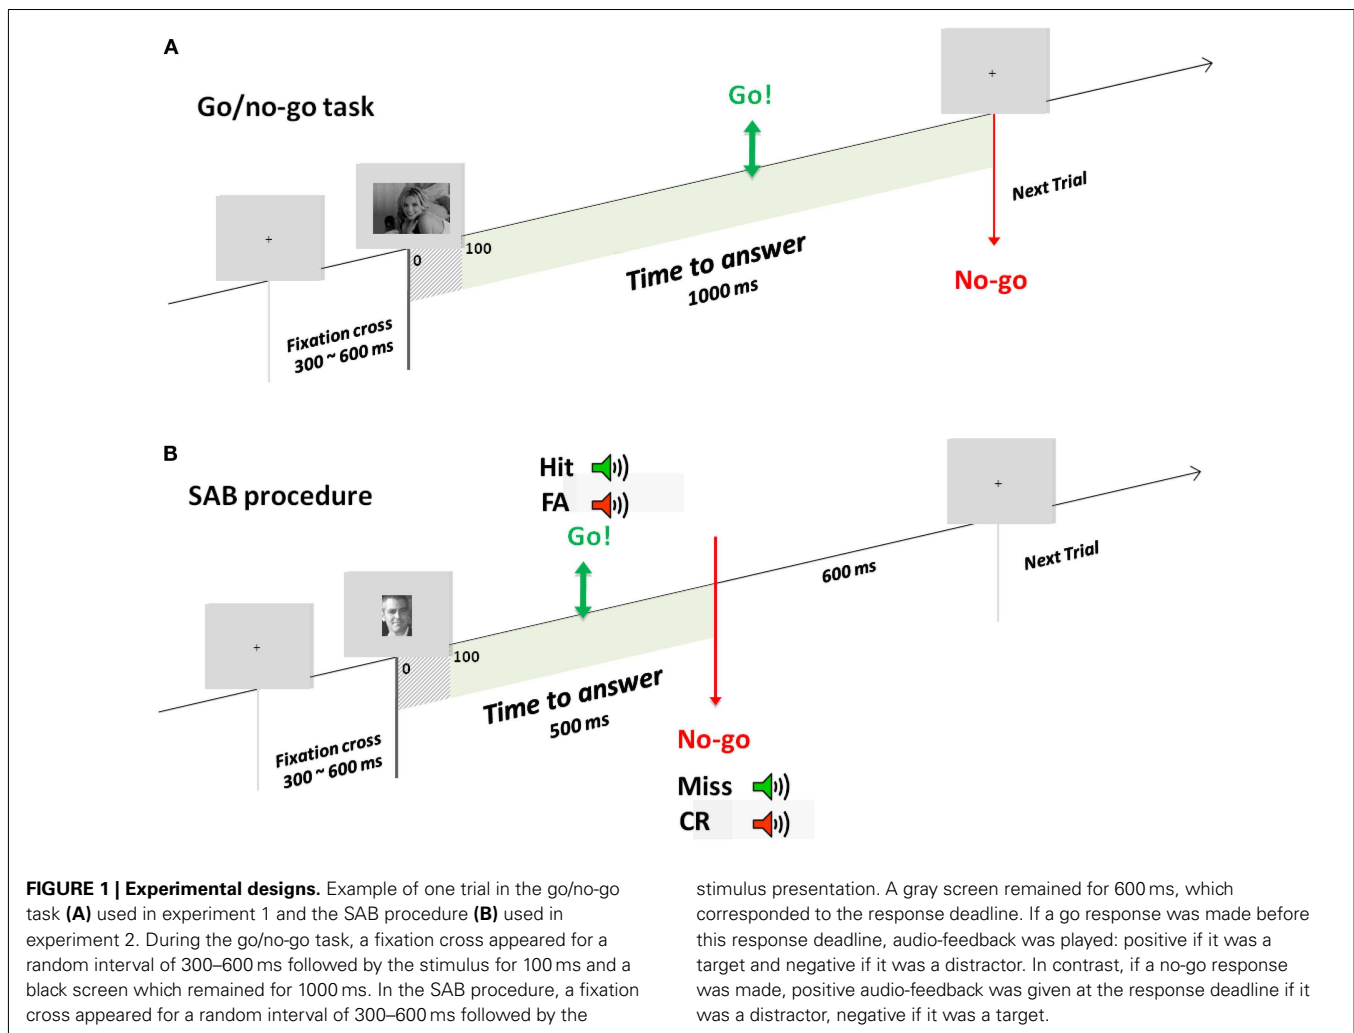 A
Go/no-go task
+
+
Go!
0
100
Fixation cross
300 ~ 600 ms
Time to answer
1000 ms
Next Trial
No-go
B
SAB procedure
Hit
FA
Go!
+
+
0
100
Fixation cross
300 ~ 600 ms
Time to answer
500 ms
600 ms
Next Trial
No-go
Miss
CR
FIGURE 1 | Experimental designs. Example of one trial in the go/no-go
task (A) used in experiment 1 and the SAB procedure (B) used in
experiment 2. During the go/no-go task, a fixation cross appeared for a
random interval of 300–600 ms followed by the stimulus for 100 ms and a
black screen which remained for 1000 ms. In the SAB procedure, a fixation
cross appeared for a random interval of 300–600 ms followed by the
stimulus presentation. A gray screen remained for 600 ms, which
corresponded to the response deadline. If a go response was made before
this response deadline, audio-feedback was played: positive if it was a
target and negative if it was a distractor. In contrast, if a no-go response
was made, positive audio-feedback was given at the response deadline if it
was a distractor, negative if it was a target.